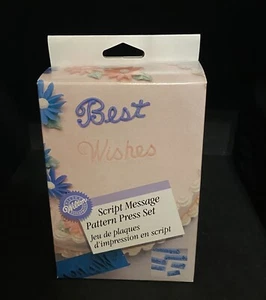 Best
Wishes
Wilton
Script Message
Pattern Press Set
Jeu de plaques
d'impression en script